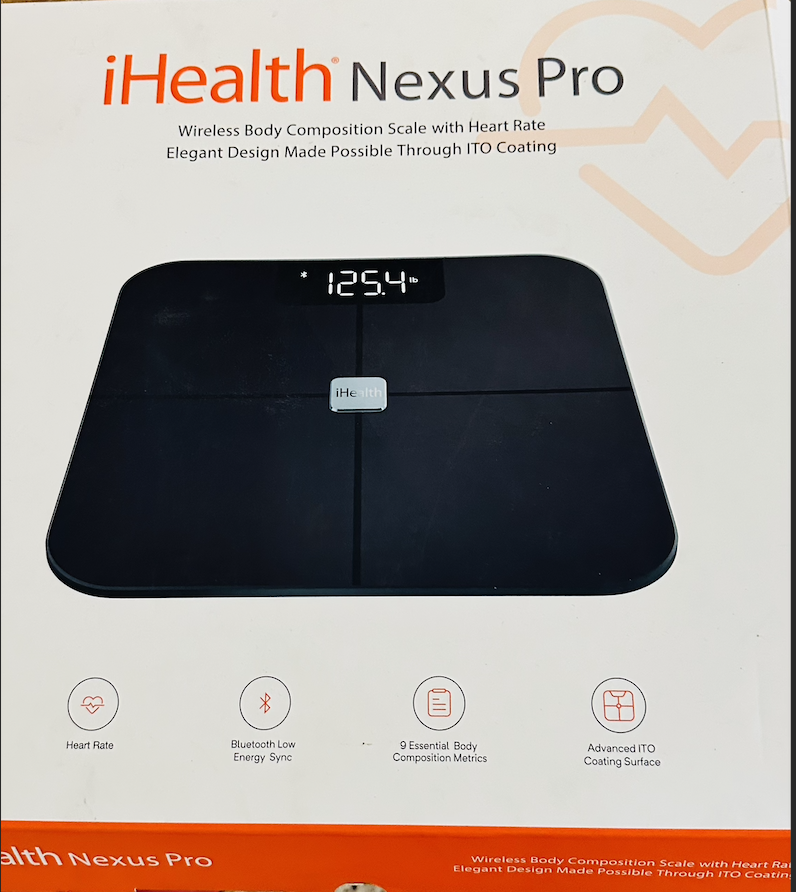 iHealth® Nexus Pro
Wireless Body Composition Scale with Heart Rate
Elegant Design Made Possible Through ITO Coating
125.4 lb
iHealth
Heart Rate
Bluetooth Low
Energy Sync
9 Essential Body
Composition Metrics
Advanced ITO
Coating Surface
alth Nexus Pro
Wireless Body Composition Scale with Heart Ra
Elegant Design Made Possible Through ITO Coatin